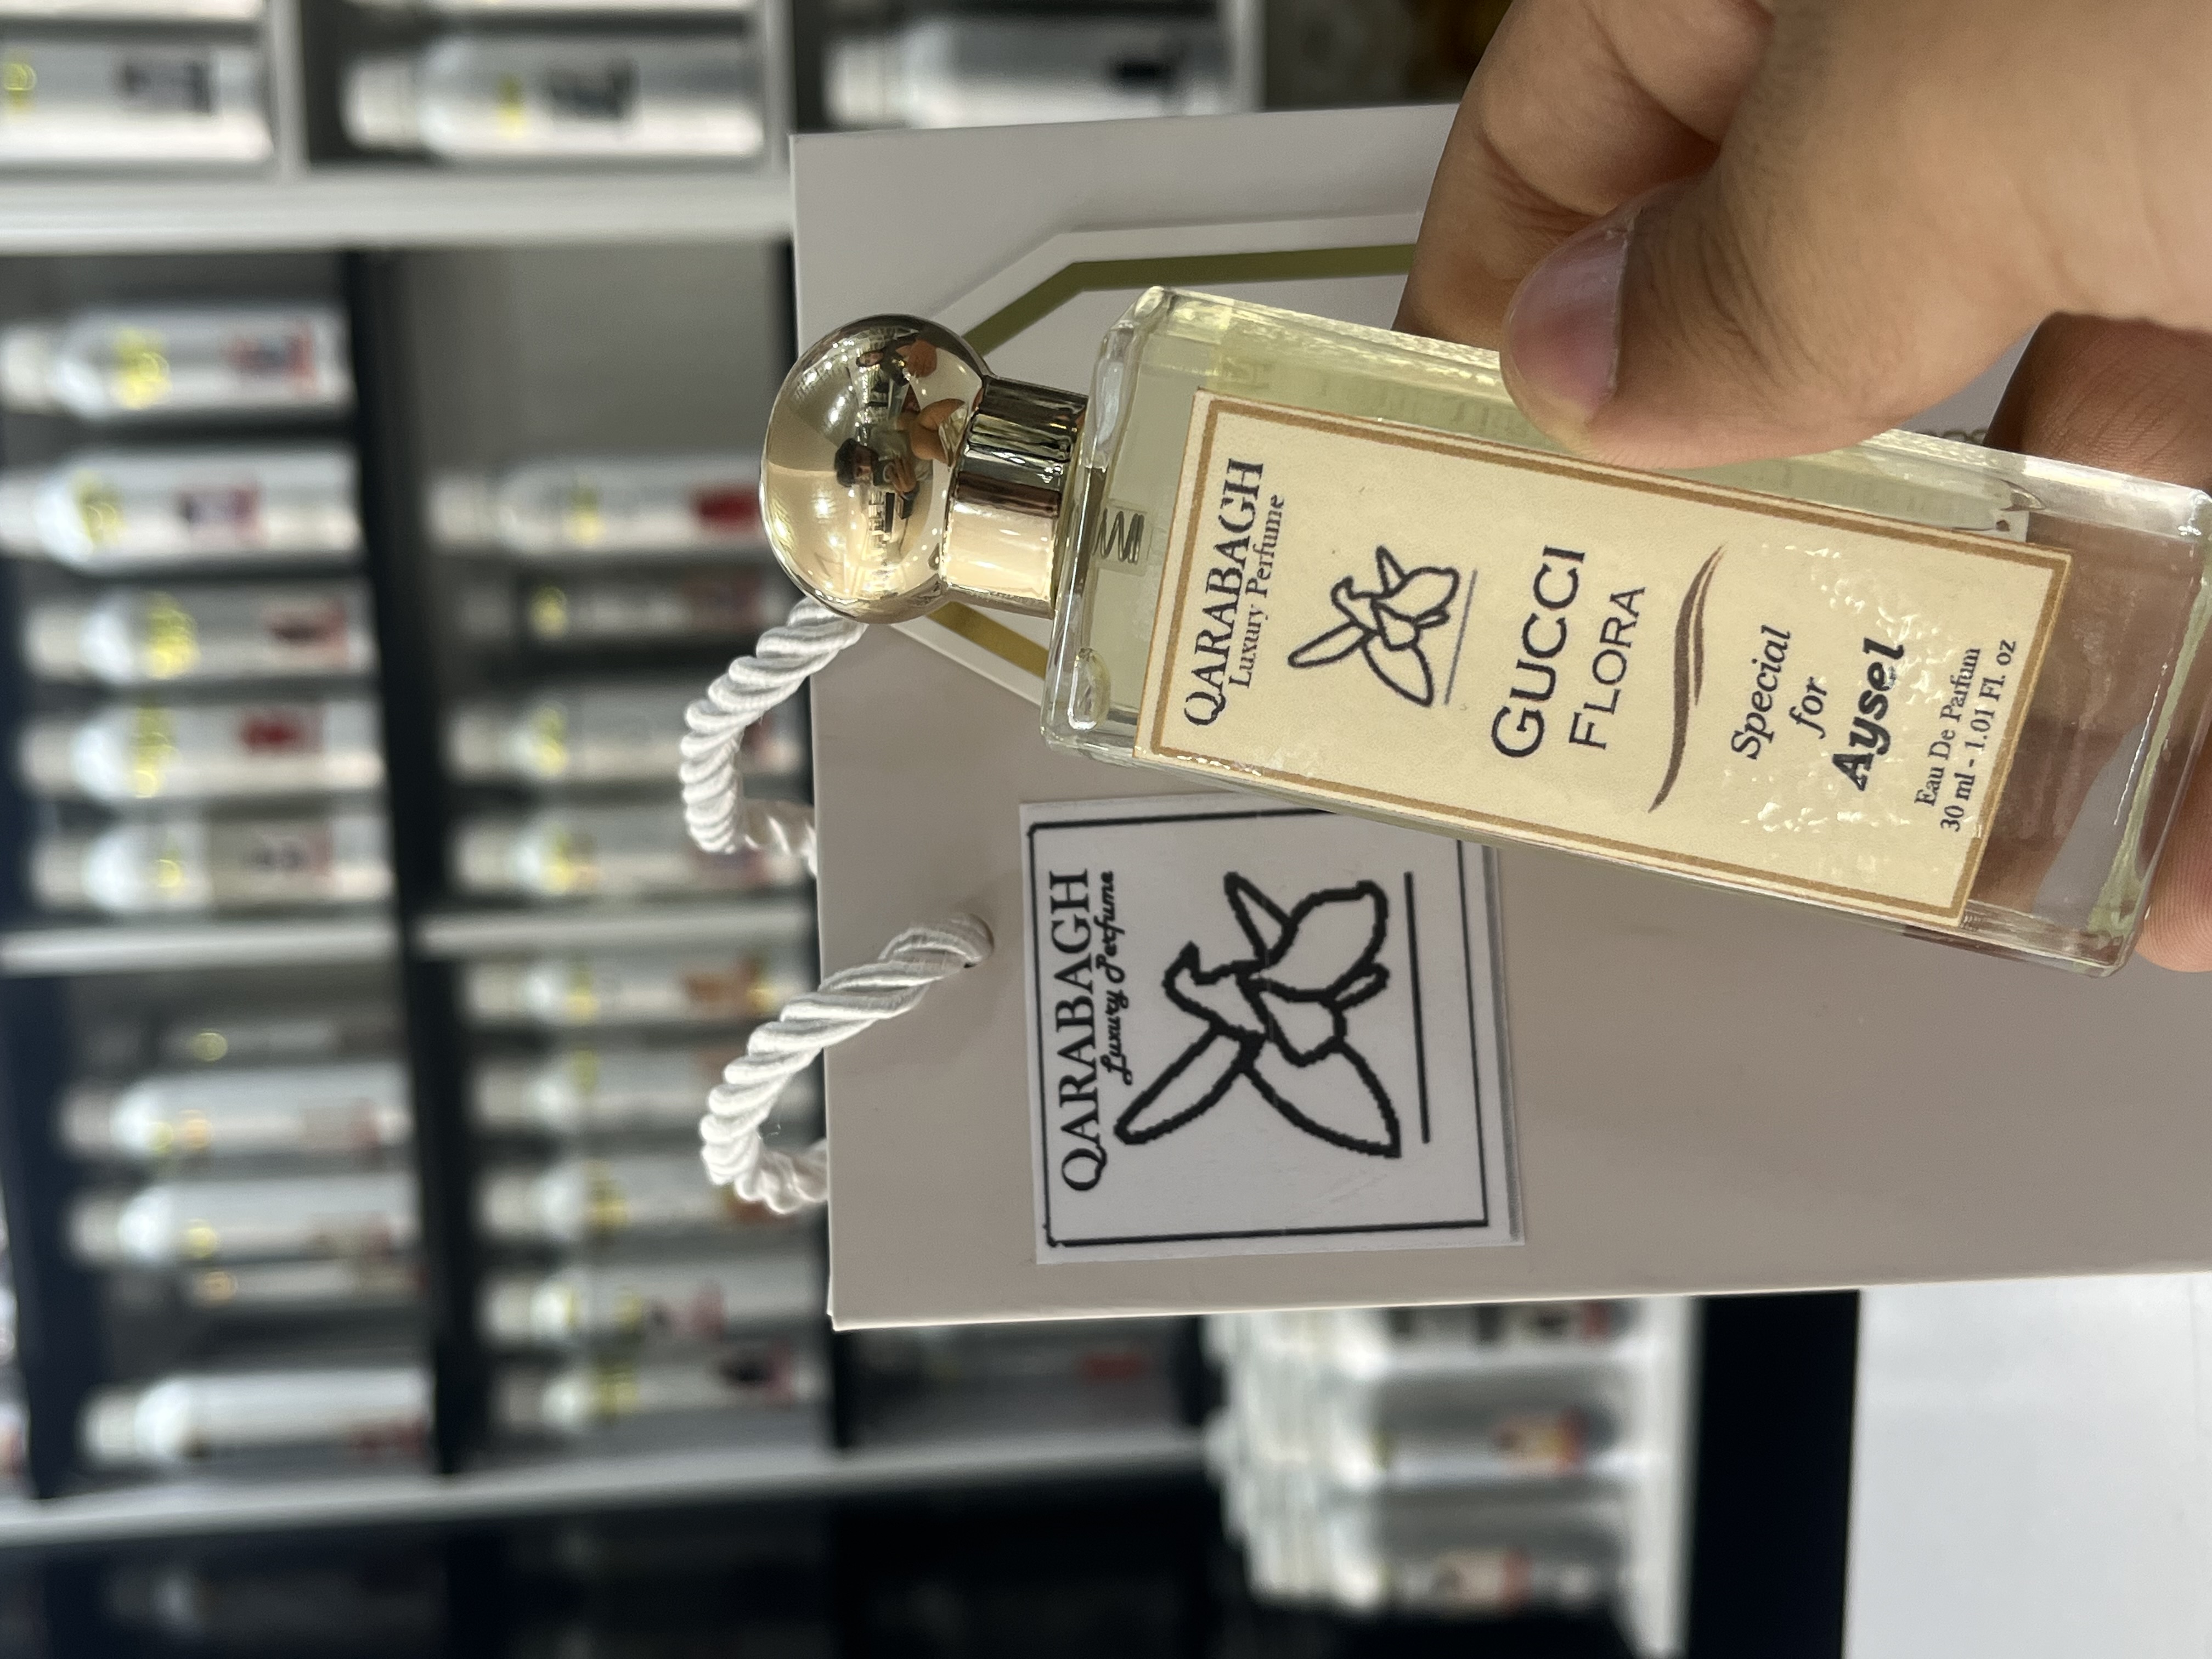 QARABAGH
Luxury Perfume
QARABAGH
Luxury Perfume
GUCCI
FLORA
Special
for
Aysel
Eau De Parfum
30 ml - 1.01 Fl. oz